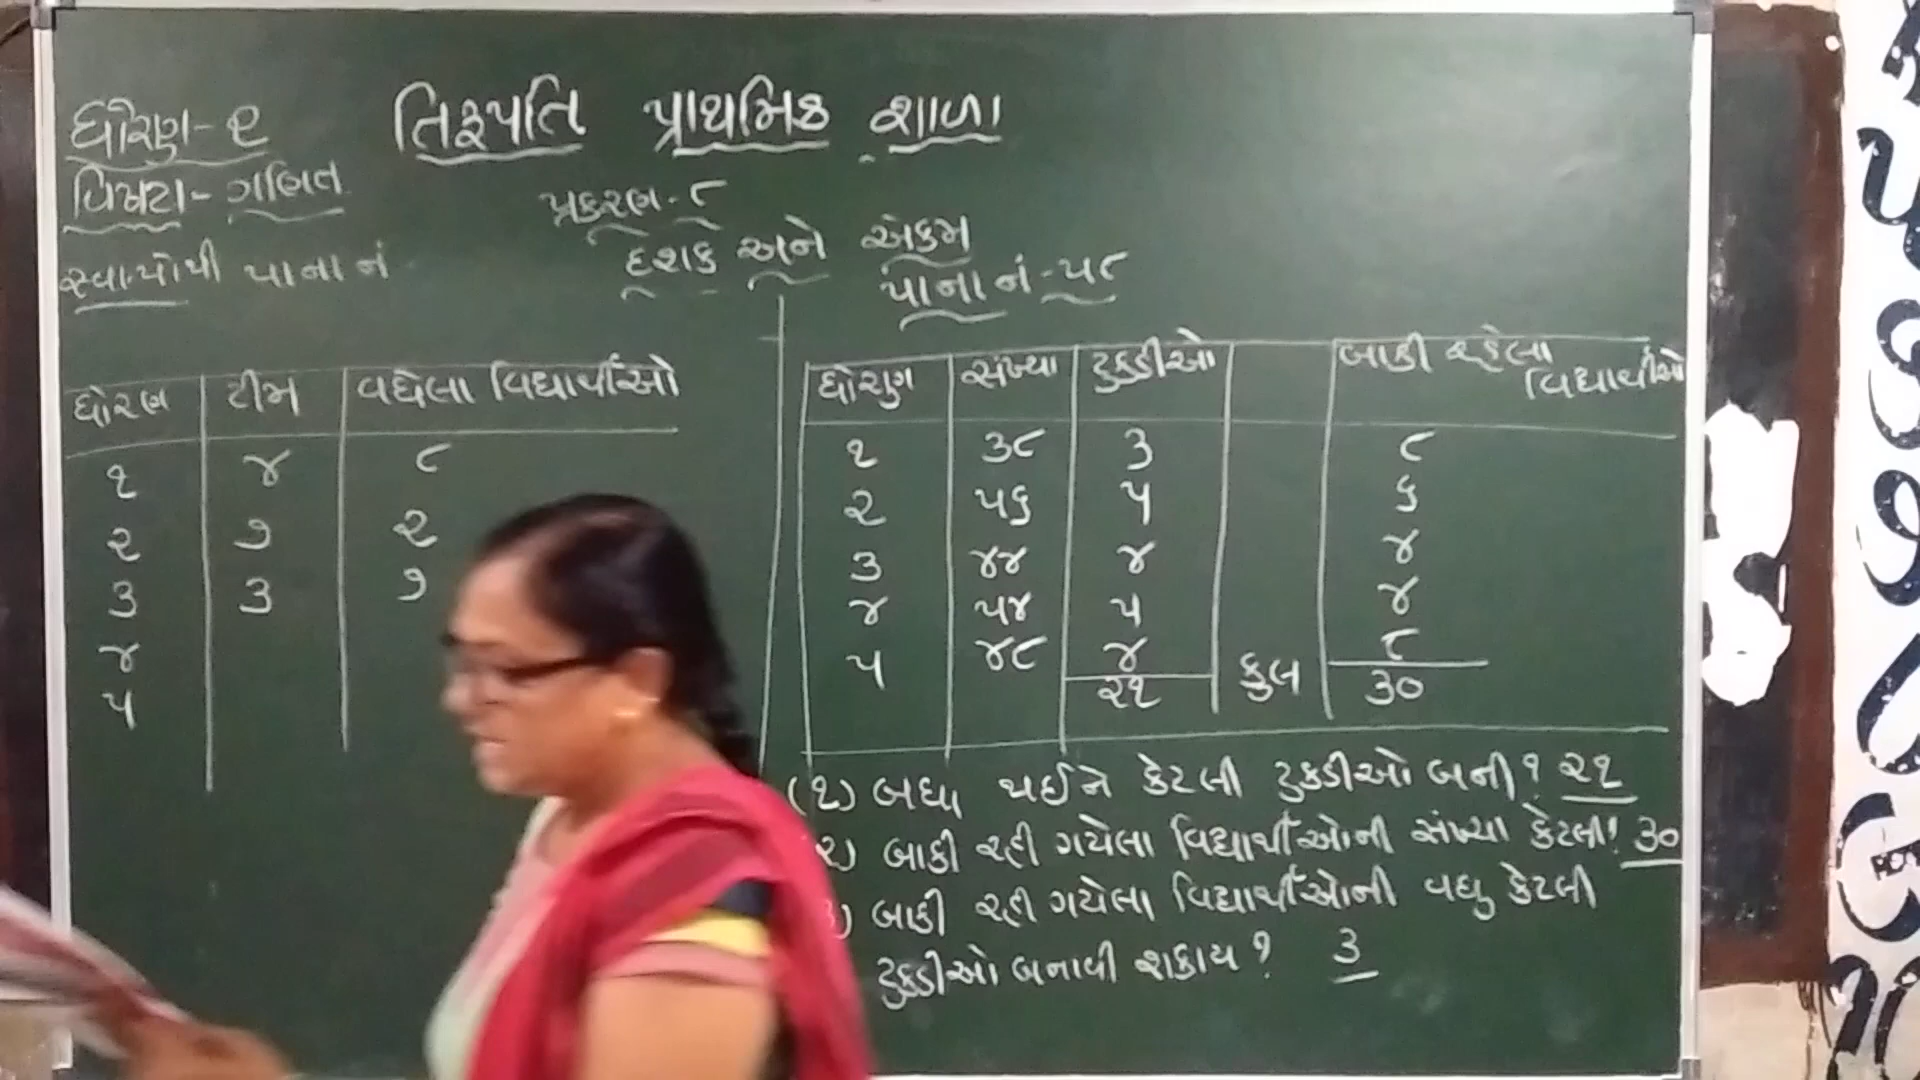 ધોરણ-૨
તિરૂપતિ પ્રાથમિક શાળા
વિષય-ગણિત
પ્રકરણ-૮
દશક અને એકમ
સ્વા.પોથી પાના નં
પાના નં-૫૮
ધોરણ ટીમ વધેલા વિદ્યાર્થીઓ
૧ ૪ ૮
૨ ૭ ૨
૩ ૩ ૭
૪
૫
ધોરણ સંખ્યા ટુકડીઓ બાકી રહેલા વિદ્યાર્થીઓ
૧ ૩૮ ૩ ૮
૨ ૫૬ ૫ ૬
૩ ૪૪ ૪ ૪
૪ ૫૪ ૫ ૪
૫ ૪૮ ૪ ૮
૨૧ કુલ ૩૦
(૧) બધા થઈને કેટલી ટુકડીઓ બની? ૨૧
૨) બાકી રહી ગયેલા વિદ્યાર્થીઓની સંખ્યા કેટલી? ૩૦
) બાકી રહી ગયેલા વિદ્યાર્થીઓની વધુ કેટલી
ટુકડીઓ બનાવી શકાય? ૩